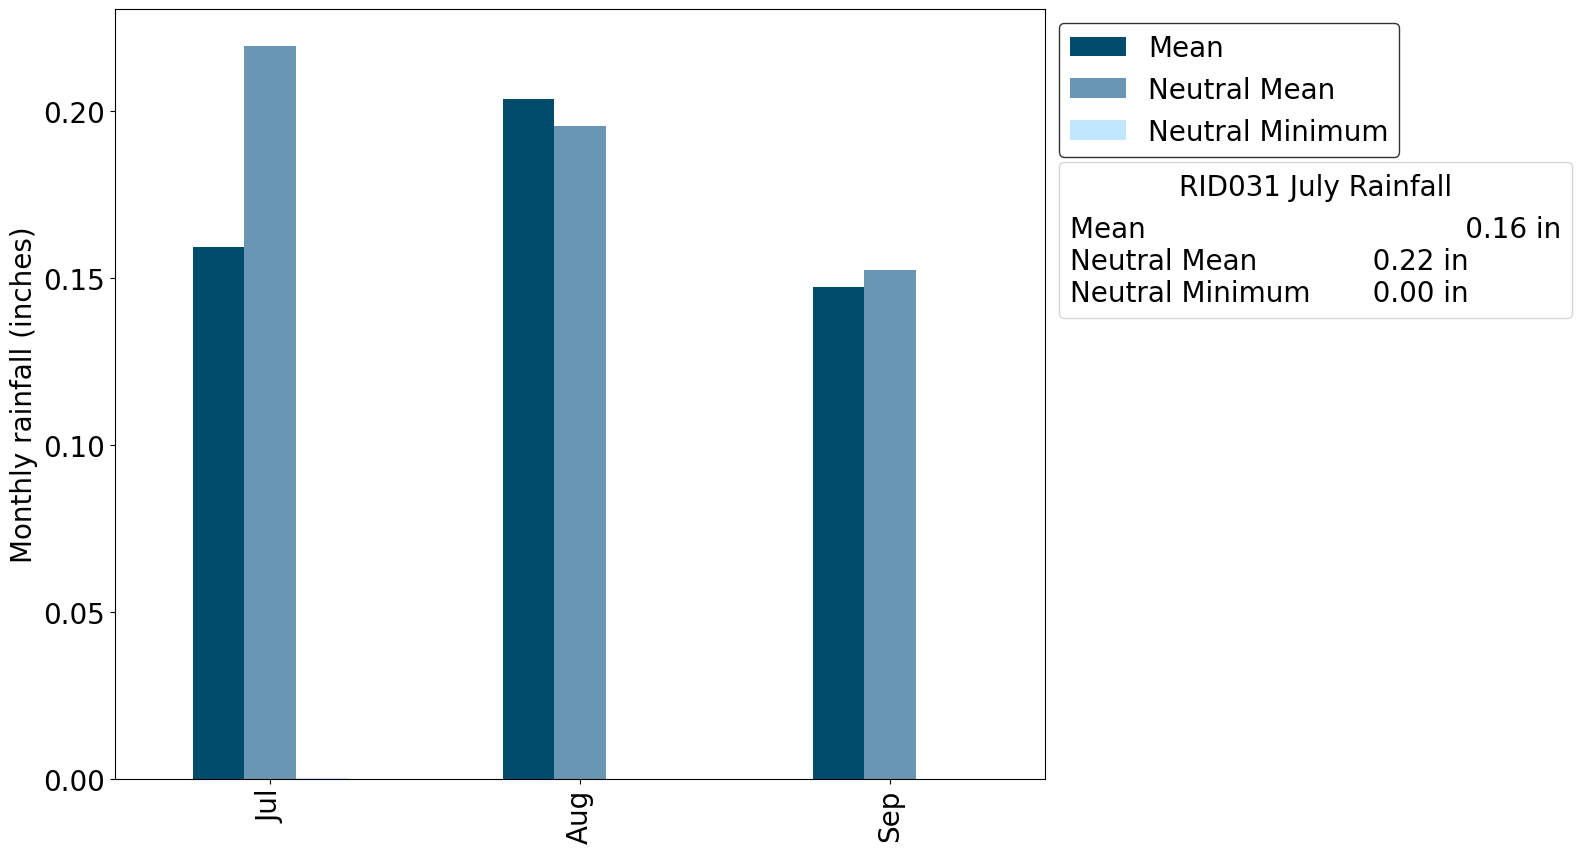 Monthly rainfall (inches)
0.20
0.15
0.10
0.05
0.00
Jul
Aug
Sep
Mean
Neutral Mean
Neutral Minimum
RID031 July Rainfall
Mean 0.16 in
Neutral Mean 0.22 in
Neutral Minimum 0.00 in